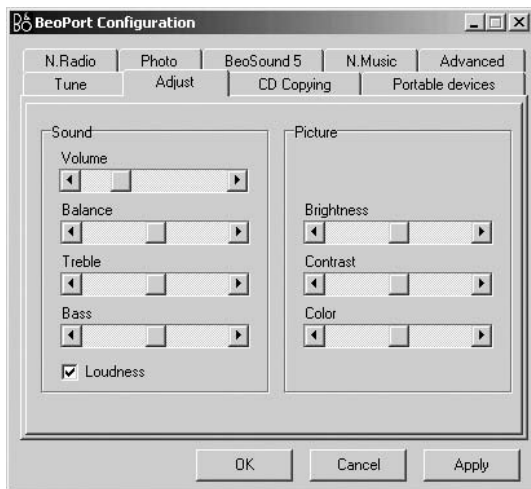 BeoPort Configuration
N.Radio Photo BeoSound 5 N.Music Advanced
Tune Adjust CD Copying Portable devices
Sound
Volume
Balance
Treble
Bass
Loudness
Picture
Brightness
Contrast
Color
OK Cancel Apply